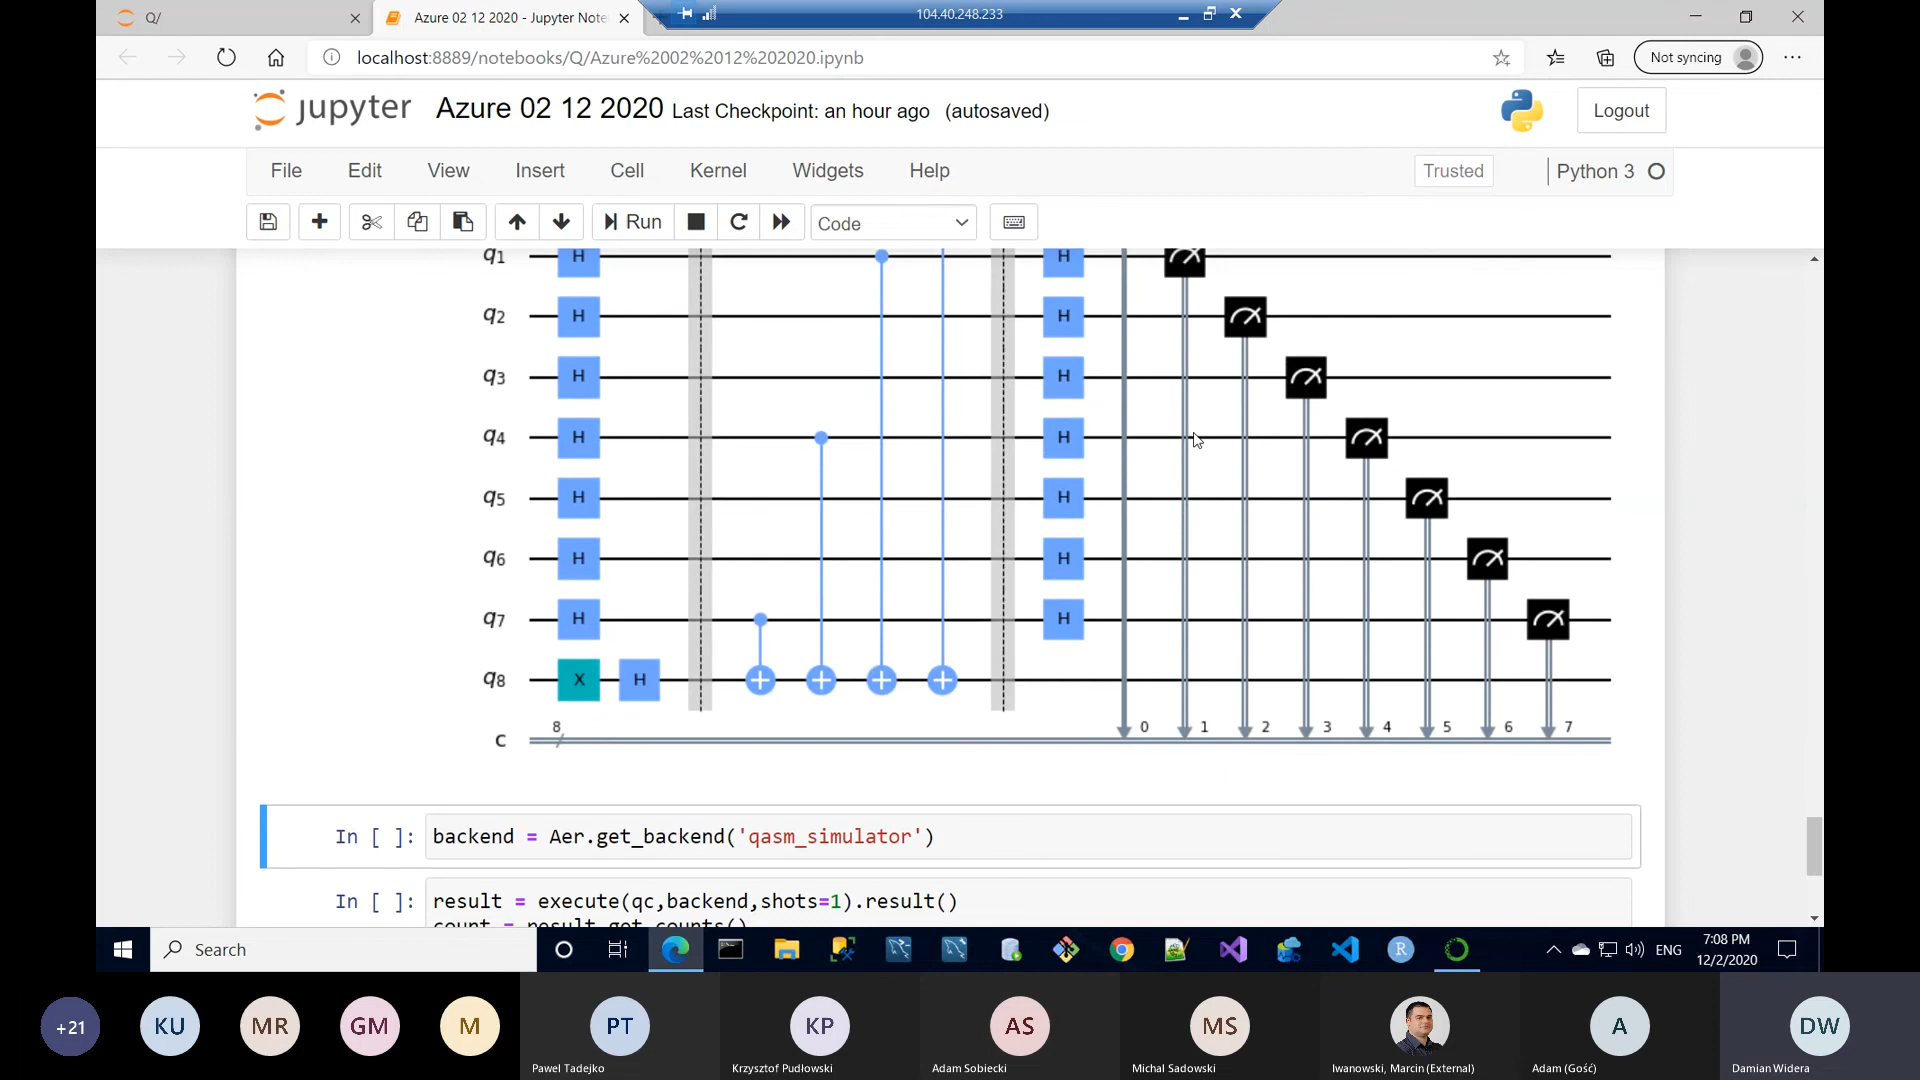 Q/
Azure 02 12 2020 - Jupyter Note
104.40.248.233
localhost:8889/notebooks/Q/Azure%2002%2012%202020.ipynb
Not syncing
jupyter Azure 02 12 2020 Last Checkpoint: an hour ago (autosaved)
Logout
File Edit View Insert Cell Kernel Widgets Help
Trusted
Python 3
Run
Code
q1 H H
q2 H H
q3 H H
q4 H H
q5 H H
q6 H H
q7 H H
q8 X H
8 0 1 2 3 4 5 6 7
c
In [ ]: backend = Aer.get_backend('qasm_simulator')
In [ ]: result = execute(qc,backend,shots=1).result()
count = result.get_counts()
Search
R
ENG
7:08 PM
12/2/2020
+21 KU MR GM M PT KP AS MS A DW
Pawel Tadejko
Krzysztof Pudłowski
Adam Sobiecki
Michal Sadowski
Iwanowski, Marcin (External)
Adam (Gość)
Damian Widera